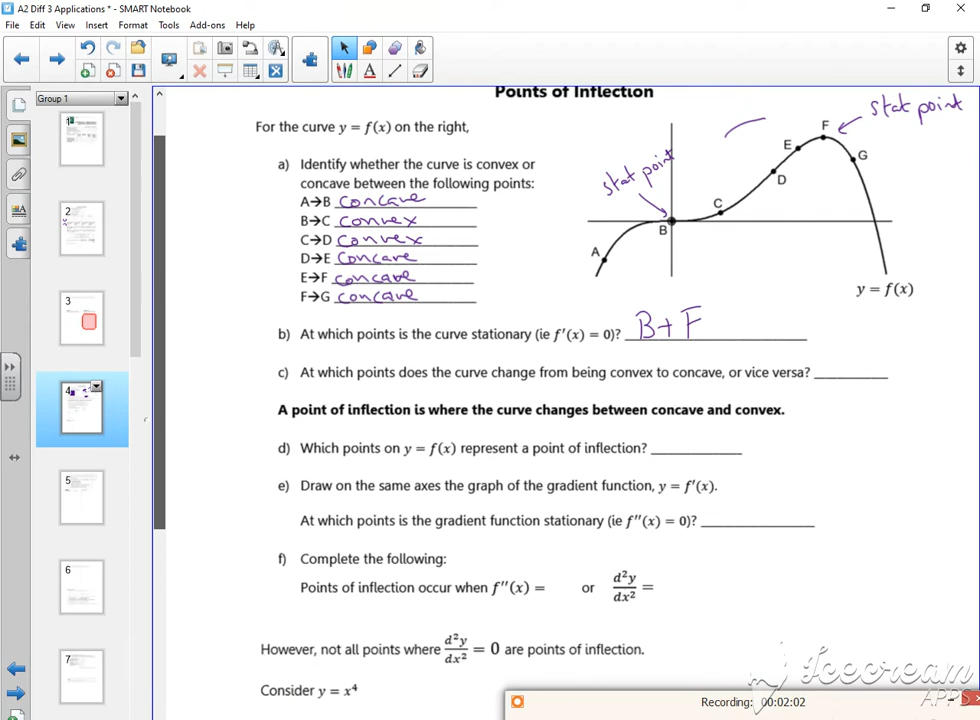 A2 Diff 3 Applications * - SMART Notebook
File Edit View Insert Format Tools Add-ons Help
Group 1
1
2
3
4
5
6
7
Points of Inflection
For the curve y = f(x) on the right,
a) Identify whether the curve is convex or
concave between the following points:
A→B concave
B→C convex
C→D convex
D→E concave
E→F concave
F→G concave
stat point
stat point
A
B
C
D
E
F
G
y = f(x)
b) At which points is the curve stationary (ie f′(x) = 0)? B + F
c) At which points does the curve change from being convex to concave, or vice versa?
A point of inflection is where the curve changes between concave and convex.
d) Which points on y = f(x) represent a point of inflection?
e) Draw on the same axes the graph of the gradient function, y = f′(x).
At which points is the gradient function stationary (ie f″(x) = 0)?
f) Complete the following:
Points of inflection occur when f″(x) = or d²y/dx² =
However, not all points where d²y/dx² = 0 are points of inflection.
Consider y = x⁴
Icecream
APPS
Recording: 00:02:02